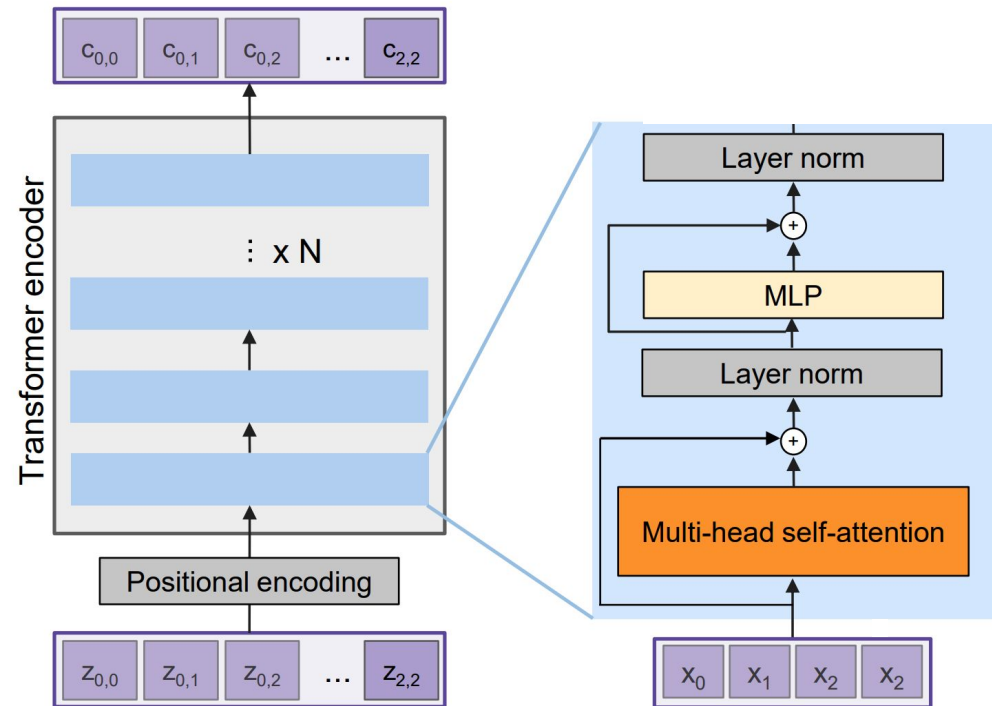 c0,0 c0,1 c0,2 ... c2,2
Transformer encoder
⋮ x N
Positional encoding
z0,0 z0,1 z0,2 ... z2,2
Layer norm
+
MLP
Layer norm
+
Multi-head self-attention
x0 x1 x2 x2